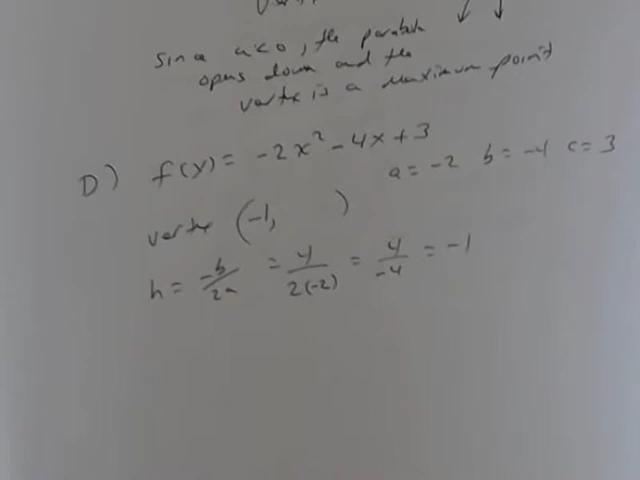 Since a<0, the parabola
opens down and the
vertex is a maximum point
D) f(x) = -2x² - 4x + 3
a = -2 b = -4 c = 3
vertex (-1, )
h = -b/2a = 4/2(-2) = 4/-4 = -1